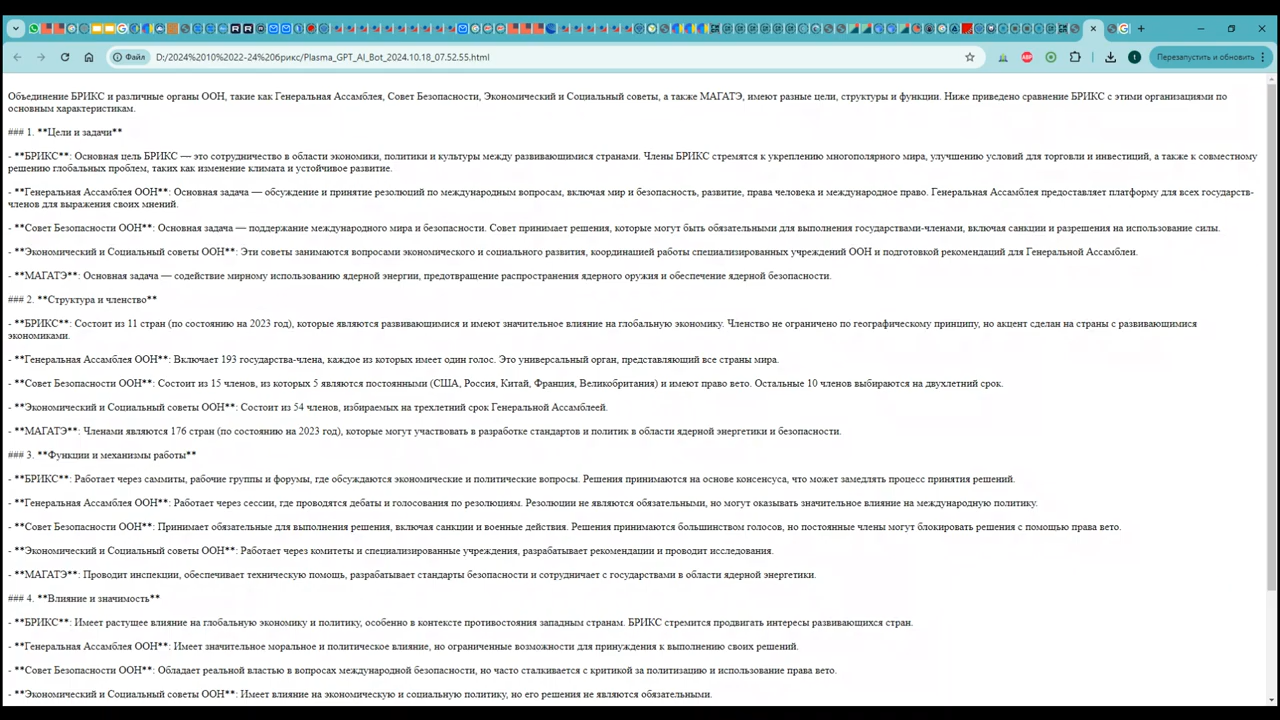 Файл
D:/2024%2010%2022-24%20брикс/Plasma_GPT_AI_Bot_2024.10.18_07.52.55.html
ABP
t
Перезапустить и обновить
Объединение БРИКС и различные органы ООН, такие как Генеральная Ассамблея, Совет Безопасности, Экономический и Социальный советы, а также МАГАТЭ, имеют разные цели, структуры и функции. Ниже приведено сравнение БРИКС с этими организациями по
основным характеристикам.
### 1. **Цели и задачи**
- **БРИКС**: Основная цель БРИКС — это сотрудничество в области экономики, политики и культуры между развивающимися странами. Члены БРИКС стремятся к укреплению многополярного мира, улучшению условий для торговли и инвестиций, а также к совместному
решению глобальных проблем, таких как изменение климата и устойчивое развитие.
- **Генеральная Ассамблея ООН**: Основная задача — обсуждение и принятие резолюций по международным вопросам, включая мир и безопасность, развитие, права человека и международное право. Генеральная Ассамблея предоставляет платформу для всех государств-
членов для выражения своих мнений.
- **Совет Безопасности ООН**: Основная задача — поддержание международного мира и безопасности. Совет принимает решения, которые могут быть обязательными для выполнения государствами-членами, включая санкции и разрешения на использование силы.
- **Экономический и Социальный советы ООН**: Эти советы занимаются вопросами экономического и социального развития, координацией работы специализированных учреждений ООН и подготовкой рекомендаций для Генеральной Ассамблеи.
- **МАГАТЭ**: Основная задача — содействие мирному использованию ядерной энергии, предотвращение распространения ядерного оружия и обеспечение ядерной безопасности.
### 2. **Структура и членство**
- **БРИКС**: Состоит из 11 стран (по состоянию на 2023 год), которые являются развивающимися и имеют значительное влияние на глобальную экономику. Членство не ограничено по географическому принципу, но акцент сделан на страны с развивающимися
экономиками.
- **Генеральная Ассамблея ООН**: Включает 193 государства-члена, каждое из которых имеет один голос. Это универсальный орган, представляющий все страны мира.
- **Совет Безопасности ООН**: Состоит из 15 членов, из которых 5 являются постоянными (США, Россия, Китай, Франция, Великобритания) и имеют право вето. Остальные 10 членов выбираются на двухлетний срок.
- **Экономический и Социальный советы ООН**: Состоит из 54 членов, избираемых на трехлетний срок Генеральной Ассамблеей.
- **МАГАТЭ**: Членами являются 176 стран (по состоянию на 2023 год), которые могут участвовать в разработке стандартов и политик в области ядерной энергетики и безопасности.
### 3. **Функции и механизмы работы**
- **БРИКС**: Работает через саммиты, рабочие группы и форумы, где обсуждаются экономические и политические вопросы. Решения принимаются на основе консенсуса, что может замедлять процесс принятия решений.
- **Генеральная Ассамблея ООН**: Работает через сессии, где проводятся дебаты и голосования по резолюциям. Резолюции не являются обязательными, но могут оказывать значительное влияние на международную политику.
- **Совет Безопасности ООН**: Принимает обязательные для выполнения решения, включая санкции и военные действия. Решения принимаются большинством голосов, но постоянные члены могут блокировать решения с помощью права вето.
- **Экономический и Социальный советы ООН**: Работает через комитеты и специализированные учреждения, разрабатывает рекомендации и проводит исследования.
- **МАГАТЭ**: Проводит инспекции, обеспечивает техническую помощь, разрабатывает стандарты безопасности и сотрудничает с государствами в области ядерной энергетики.
### 4. **Влияние и значимость**
- **БРИКС**: Имеет растущее влияние на глобальную экономику и политику, особенно в контексте противостояния западным странам. БРИКС стремится продвигать интересы развивающихся стран.
- **Генеральная Ассамблея ООН**: Имеет значительное моральное и политическое влияние, но ограниченные возможности для принуждения к выполнению своих решений.
- **Совет Безопасности ООН**: Обладает реальной властью в вопросах международной безопасности, но часто сталкивается с критикой за политизацию и использование права вето.
- **Экономический и Социальный советы ООН**: Имеет влияние на экономическую и социальную политику, но его решения не являются обязательными.